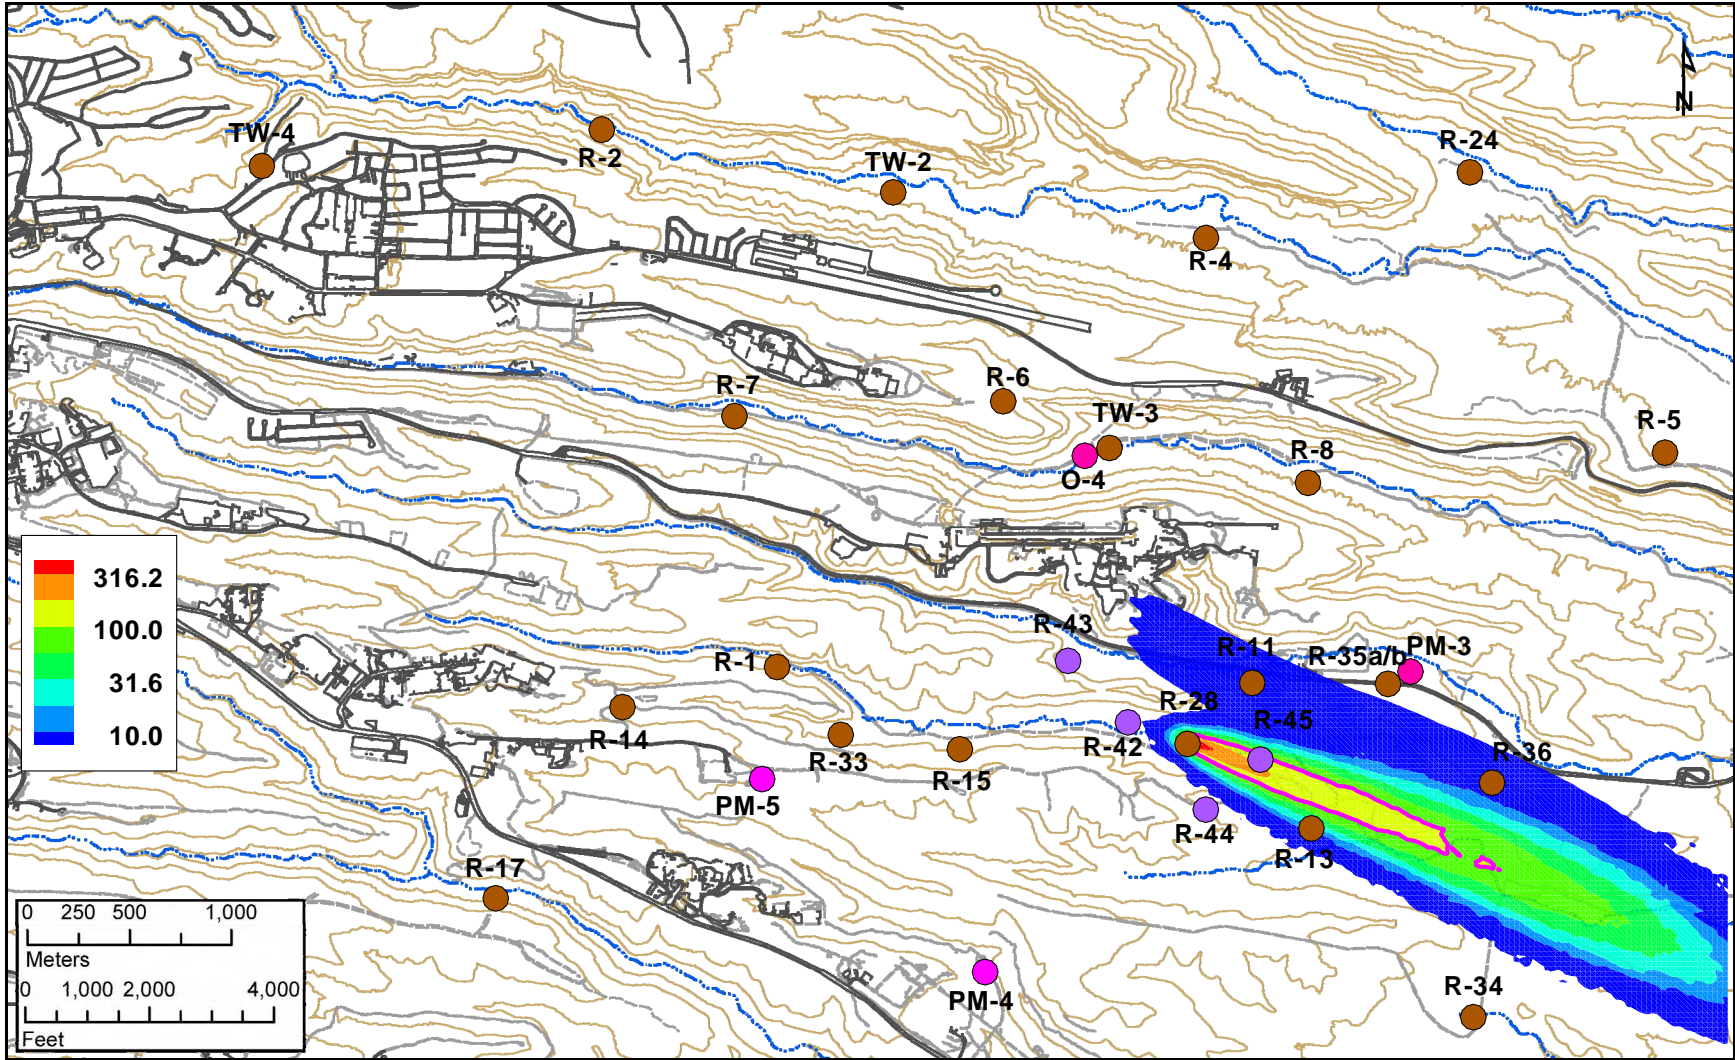 N
TW-4
R-2
TW-2
R-24
R-4
R-7
R-6
TW-3
O-4
R-8
R-5
316.2
100.0
31.6
10.0
R-43
R-1
R-11
R-35a/b
PM-3
R-28
R-45
R-14
R-33
R-15
R-42
R-36
PM-5
R-44
R-13
R-17
0 250 500 1,000
Meters
0 1,000 2,000 4,000
Feet
PM-4
R-34